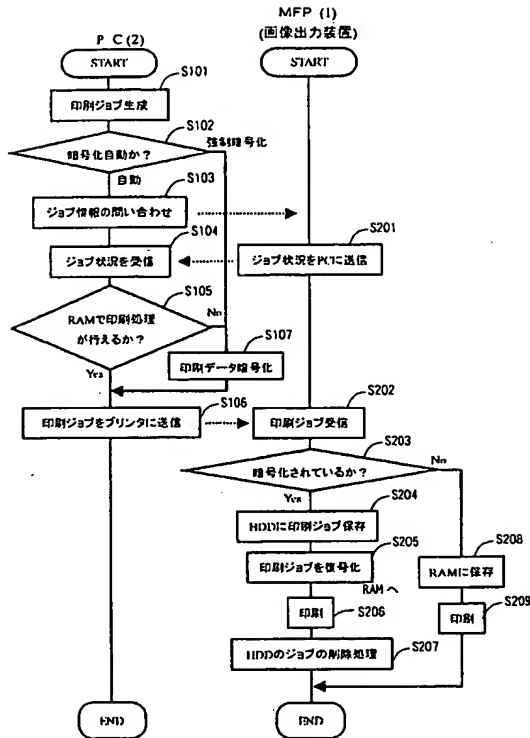 MFP (1)
(画像出力装置)
P C (2)
START
START
S101
印刷ジョブ生成
S102
暗号化自動か？
強制暗号化
自動
S103
ジョブ情報の問い合わせ
S104
S201
ジョブ状況を受信
ジョブ状況をPCに送信
S105
RAMで印刷処理
が行えるか？
No
S107
印刷データ暗号化
Yes
S106
S202
印刷ジョブをプリンタに送信
印刷ジョブ受信
S203
暗号化されているか？
No
Yes
S204
HDDに印刷ジョブ保存
S205
S208
印刷ジョブを復号化
RAMに保存
RAMへ
S209
印刷
S206
印刷
S207
HDDのジョブの削除処理
END
END